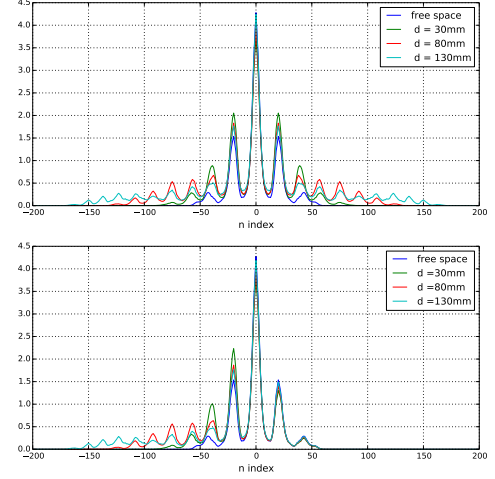 4.5
4.0
3.5
3.0
2.5
2.0
1.5
1.0
0.5
0.0
−200 −150 −100 −50 0 50 100 150 200
n index
free space
d = 30mm
d = 80mm
d = 130mm
4.5
4.0
3.5
3.0
2.5
2.0
1.5
1.0
0.5
0.0
−200 −150 −100 −50 0 50 100 150 200
n index
free space
d =30mm
d =80mm
d =130mm